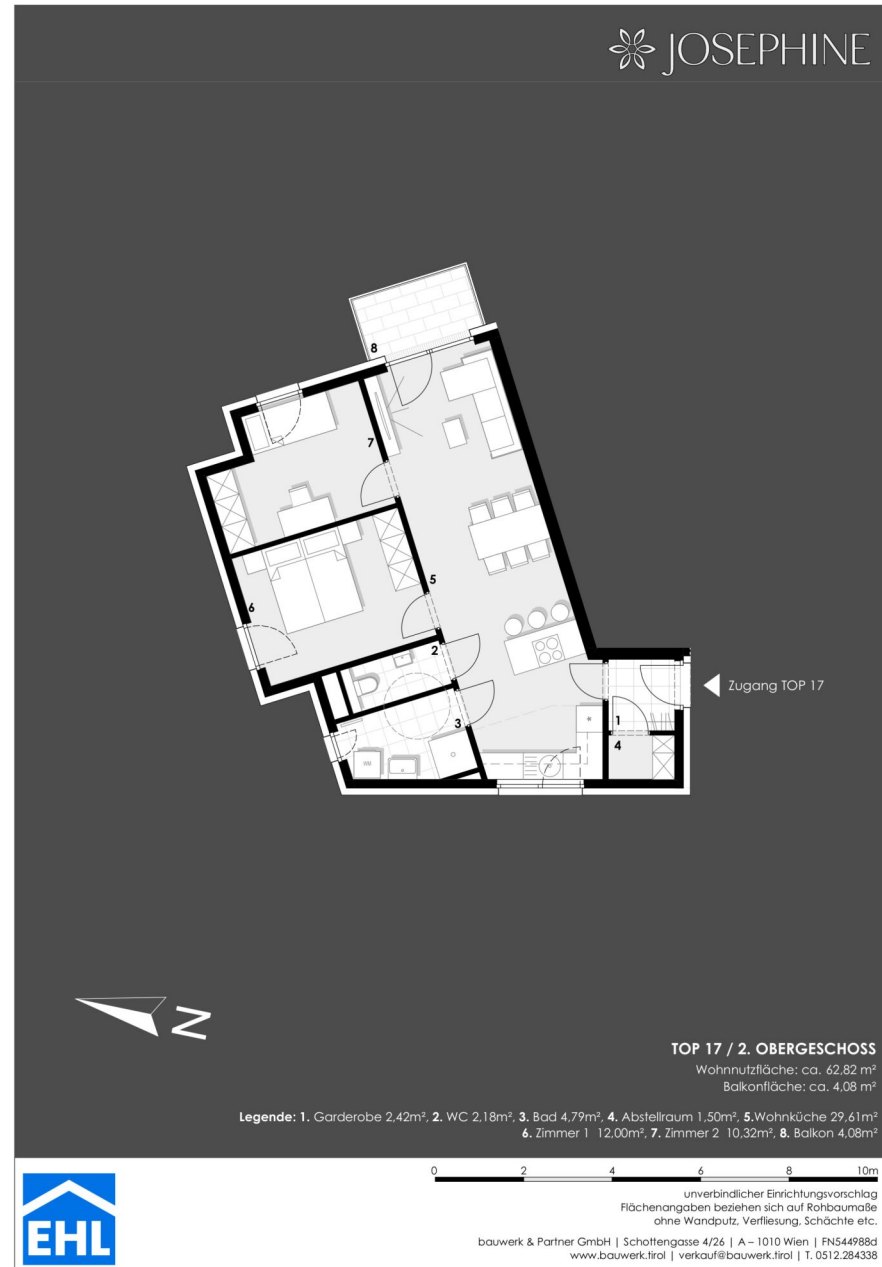 JOSEPHINE
8
7
5
6
2
Zugang TOP 17
1
3
4
WM
N
TOP 17 / 2. OBERGESCHOSS
Wohnnutzfläche: ca. 62,82 m²
Balkonfläche: ca. 4,08 m²
Legende: 1. Garderobe 2,42m², 2. WC 2,18m², 3. Bad 4,79m², 4. Abstellraum 1,50m², 5.Wohnküche 29,61m²
6. Zimmer 1 12,00m², 7. Zimmer 2 10,32m², 8. Balkon 4,08m²
0 2 4 6 8 10m
unverbindlicher Einrichtungsvorschlag
Flächenangaben beziehen sich auf Rohbaumaße
ohne Wandputz, Verfliesung, Schächte etc.
EHL
bauwerk & Partner GmbH | Schottengasse 4/26 | A – 1010 Wien | FN544988d
www.bauwerk.tirol | verkauf@bauwerk.tirol | T. 0512.284338